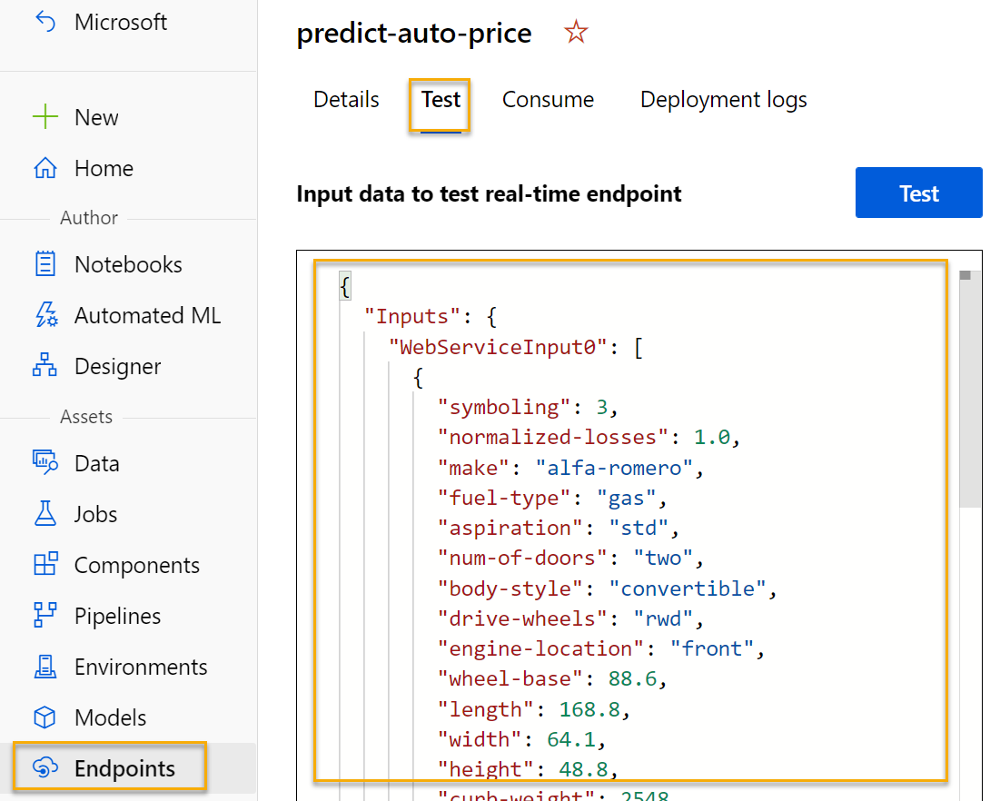 Microsoft
New
Home
Author
Notebooks
Automated ML
Designer
Assets
Data
Jobs
Components
Pipelines
Environments
Models
Endpoints
predict-auto-price
Details Test Consume Deployment logs
Input data to test real-time endpoint
Test
{
"Inputs": {
"WebServiceInput0": [
{
"symboling": 3,
"normalized-losses": 1.0,
"make": "alfa-romero",
"fuel-type": "gas",
"aspiration": "std",
"num-of-doors": "two",
"body-style": "convertible",
"drive-wheels": "rwd",
"engine-location": "front",
"wheel-base": 88.6,
"length": 168.8,
"width": 64.1,
"height": 48.8,
"curb-weight": 2548